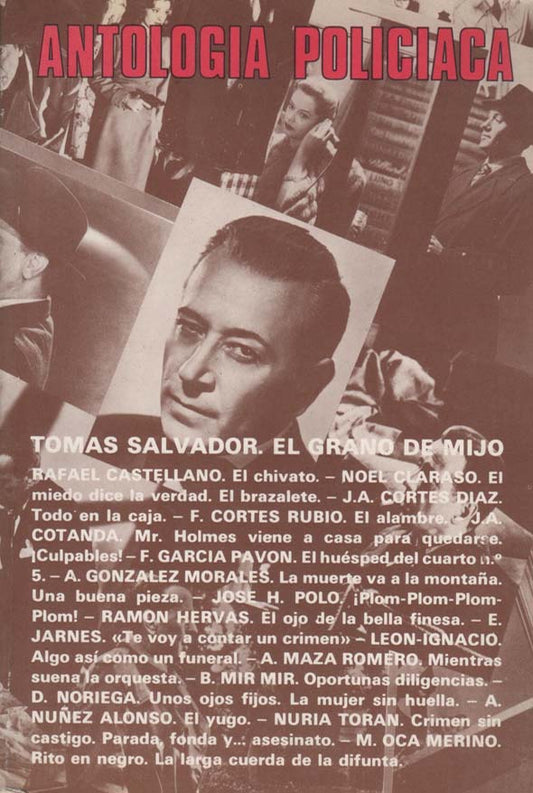 ANTOLOGIA POLICIACA
TOMAS SALVADOR. EL GRANO DE MIJO
RAFAEL CASTELLANO. El chivato. – NOEL CLARASO. El
miedo dice la verdad. El brazalete. – J.A. CORTES DIAZ.
Todo en la caja. – F. CORTES RUBIO. El alambre. – J.A.
COTANDA. Mr. Holmes viene a casa para quedarse.
¡Culpables! – F. GARCIA PAVON. El huésped del cuarto n.º
5. – A. GONZALEZ MORALES. La muerte va a la montaña.
Una buena pieza. – JOSE H. POLO. ¡Plom-Plom-Plom-
Plom! – RAMON HERVAS. El ojo de la bella finesa. – E.
JARNES. «Te voy a contar un crimen» – LEON-IGNACIO.
Algo así como un funeral. – A. MAZA ROMERO. Mientras
suena la orquesta. – B. MIR MIR. Oportunas diligencias. –
D. NORIEGA. Unos ojos fijos. La mujer sin huella. – A.
NUÑEZ ALONSO. El yugo. – NURIA TORAN. Crimen sin
castigo. Parada, fonda y... asesinato. – M. OCA MERINO.
Rito en negro. La larga cuerda de la difunta.